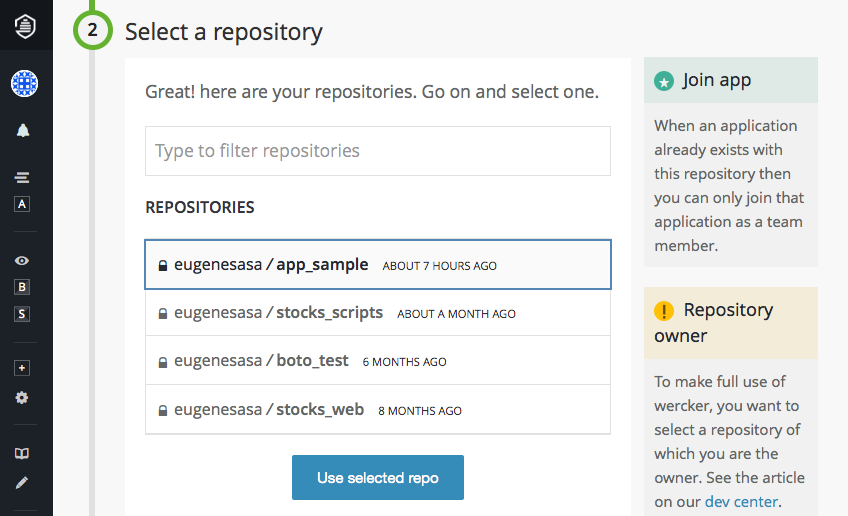 2 Select a repository
Great! here are your repositories. Go on and select one.
Type to filter repositories
REPOSITORIES
eugenesasa / app_sample ABOUT 7 HOURS AGO
eugenesasa / stocks_scripts ABOUT A MONTH AGO
eugenesasa / boto_test 6 MONTHS AGO
eugenesasa / stocks_web 8 MONTHS AGO
Use selected repo
Join app
When an application
already exists with
this repository then
you can only join that
application as a team
member.
Repository
owner
To make full use of
wercker, you want to
select a repository of
which you are the
owner. See the article
on our dev center.
A
B
S